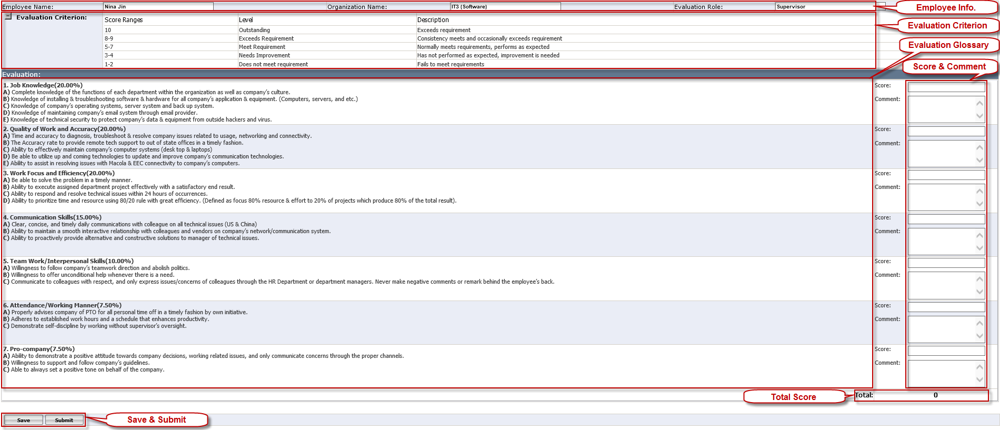 Employee Name: Nina Jin Organization Name: IT3 (Software) Evaluation Role: Supervisor Employee Info.
Evaluation Criterion: Score Ranges Level Description Evaluation Criterion
10 Outstanding Exceeds requirement
8-9 Exceeds Requirement Consistency meets and occasionally exceeds requirement
5-7 Meet Requirement Normally meets requirements, performs as expected
Evaluation Glossary
3-4 Needs Improvement Has not performed as expected, improvement is needed
1-2 Does not meet requirement Fails to meet requirements
Score & Comment
Evaluation:
1. Job Knowledge(20.00%) Score:
A) Complete knowledge of the functions of each department within the organization as well as company's culture.
B) Knowledge of installing & troubleshooting software & hardware for all company's application & equipment. (Computers, servers, and etc.) Comment:
C) Knowledge of company's operating systems, server system and back up system.
D) Knowledge of maintaining company's email system through email provider.
E) Knowledge of technical security to protect company's data & equipment from outside hackers and virus.
2. Quality of Work and Accuracy(20.00%) Score:
A) Time and accuracy to diagnosis, troubleshoot & resolve company issues related to usage, networking and connectivity.
B) The Accuracy rate to provide remote tech support to out of state offices in a timely fashion. Comment:
C) Ability to effectively maintain company's computer systems (desk top & laptops)
D) Be able to utilize up and coming technologies to update and improve company's communication technologies.
E) Ability to assist in resolving issues with Macola & EEC connectivity to company's computers.
3. Work Focus and Efficiency(20.00%) Score:
A) Be able to solve the problem in a timely manner.
B) Ability to execute assigned department project effectively with a satisfactory end result. Comment:
C) Ability to respond and resolve technical issues within 24 hours of occurrences.
D) Ability to prioritize time and resource using 80/20 rule with great efficiency. (Defined as focus 80% resource & effort to 20% of projects which produce 80% of the total result).
4. Communication Skills(15.00%) Score:
A) Clear, concise, and timely daily communications with colleague on all technical issues (US & China)
B) Ability to maintain a smooth interactive relationship with colleagues and vendors on company's network/communication system. Comment:
C) Ability to proactively provide alternative and constructive solutions to manager of technical issues.
5. Team Work/Interpersonal Skills(10.00%) Score:
A) Willingness to follow company's teamwork direction and abolish politics.
B) Willingness to offer unconditional help whenever there is a need. Comment:
C) Communicate to colleagues with respect, and only express issues/concerns of colleagues through the HR Department or department managers. Never make negative comments or remark behind the employee's back.
6. Attendance/Working Manner(7.50%) Score:
A) Properly advises company of PTO for all personal time off in a timely fashion by own initiative.
B) Adheres to established work hours and a schedule that enhances productivity. Comment:
C) Demonstrate self-discipline by working without supervisor's oversight.
7. Pro-company(7.50%) Score:
A) Ability to demonstrate a positive attitude towards company decisions, working related issues, and only communicate concerns through the proper channels.
B) Willingness to support and follow company's guidelines. Comment:
C) Able to always set a positive tone on behalf of the company.
Total Score Total: 0
Save Submit Save & Submit